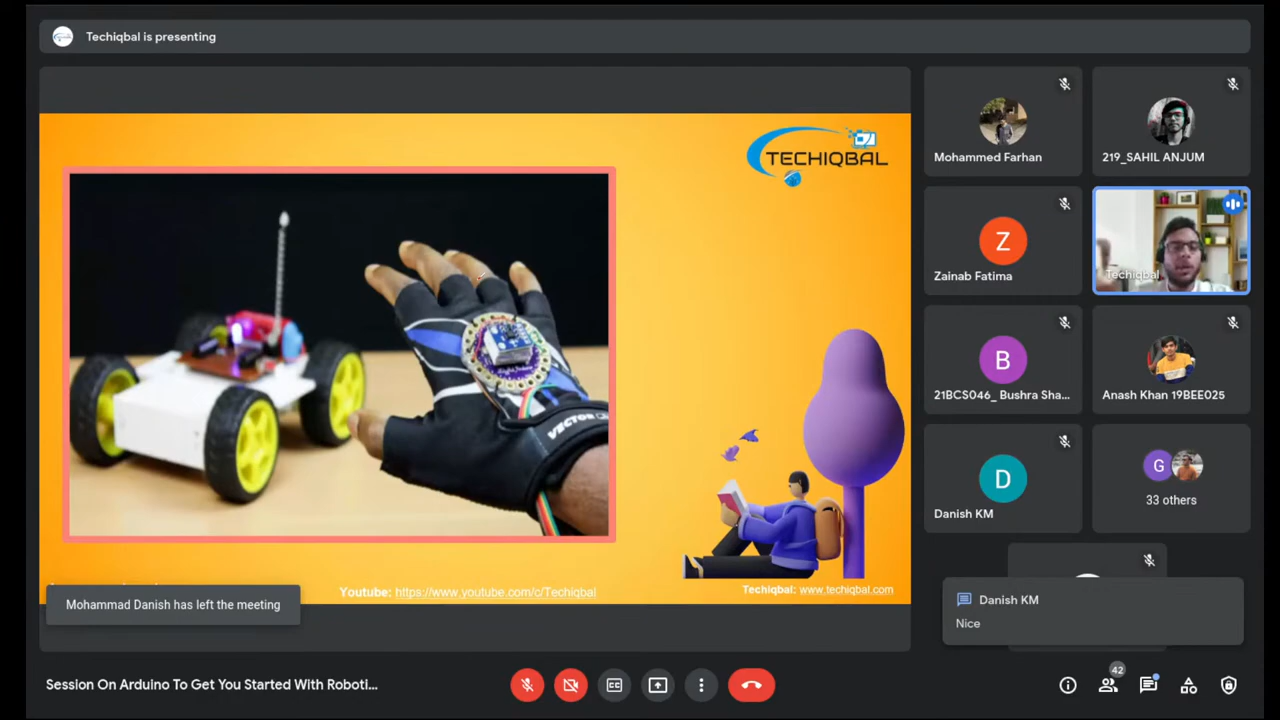 Techiqbal is presenting
TECHIQBAL
VECTOR
Youtube: https://www.youtube.com/c/Techiqbal
Techiqbal: www.techiqbal.com
Mohammad Danish has left the meeting
Mohammed Farhan
219_SAHIL ANJUM
Z
Zainab Fatima
Techiqbal
B
21BCS046_ Bushra Sha...
Anash Khan 19BEE025
D
Danish KM
G
33 others
Danish KM
Nice
Session On Arduino To Get You Started With Roboti...
CC
42